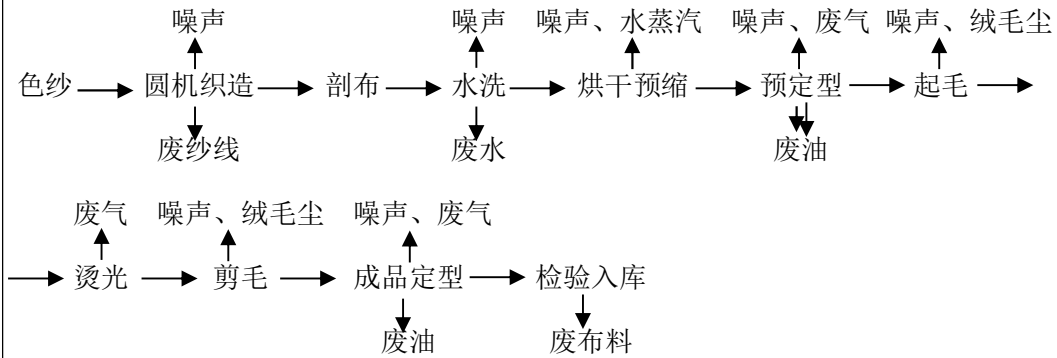 噪声 噪声 噪声、水蒸汽 噪声、废气 噪声、绒毛尘
色纱 圆机织造 剖布 水洗 烘干预缩 预定型 起毛
废纱线 废水 废油
废气 噪声、绒毛尘 噪声、废气
烫光 剪毛 成品定型 检验入库
废油 废布料